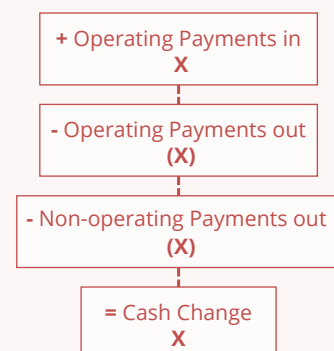 + Operating Payments in
X
- Operating Payments out
(X)
- Non-operating Payments out
(X)
= Cash Change
X